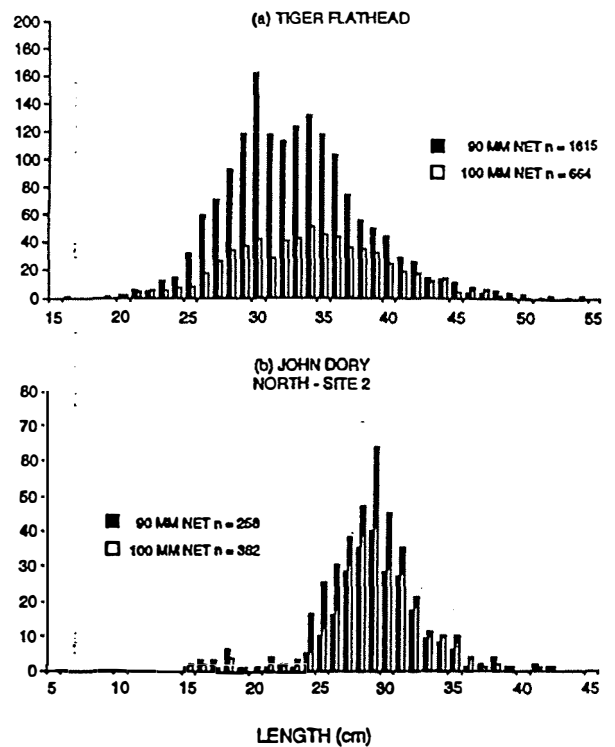 (a) TIGER FLATHEAD
200
180
160
140
120
100
80
60
40
20
0
90 MM NET n = 1615
100 MM NET n = 664
15 20 25 30 35 40 45 50 55
(b) JOHN DORY
NORTH - SITE 2
80
70
60
50
40
30
20
10
0
90 MM NET n = 258
100 MM NET n = 382
5 10 15 20 25 30 35 40 45
LENGTH (cm)